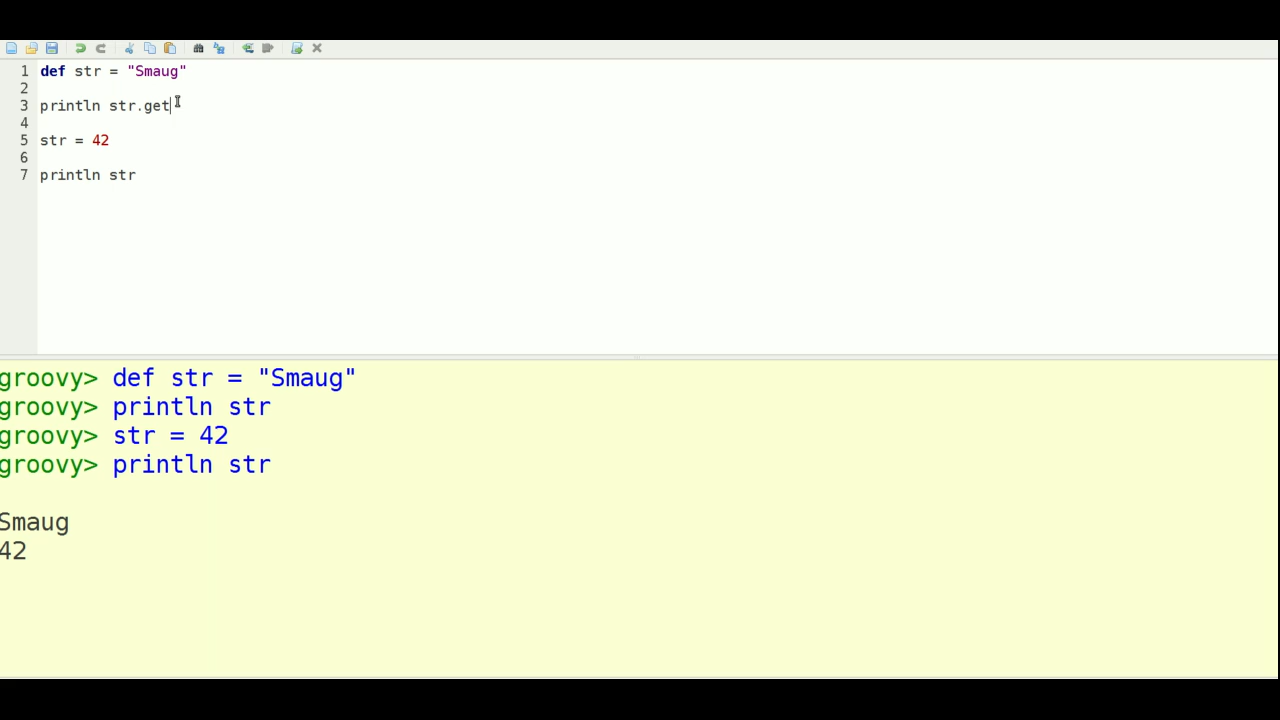 1 def str = "Smaug"
2
3 println str.get
4
5 str = 42
6
7 println str
groovy> def str = "Smaug"
groovy> println str
groovy> str = 42
groovy> println str
Smaug
42